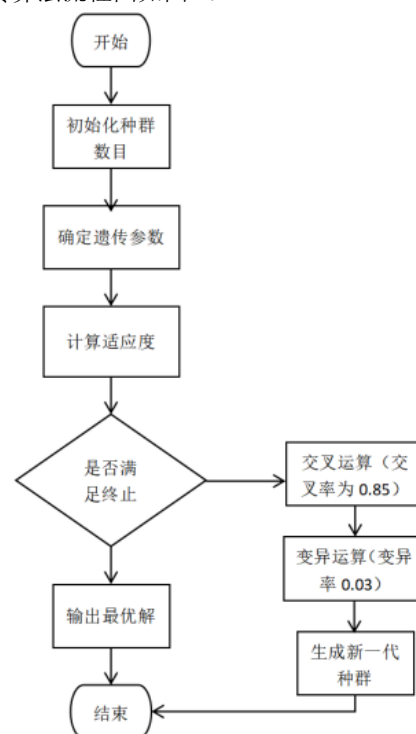 开始
初始化种群
数目
确定遗传参数
计算适应度
是否满
足终止
交叉运算（交
叉率为 0.85）
变异运算(变异
率 0.03）
输出最优解
生成新一代
种群
结束